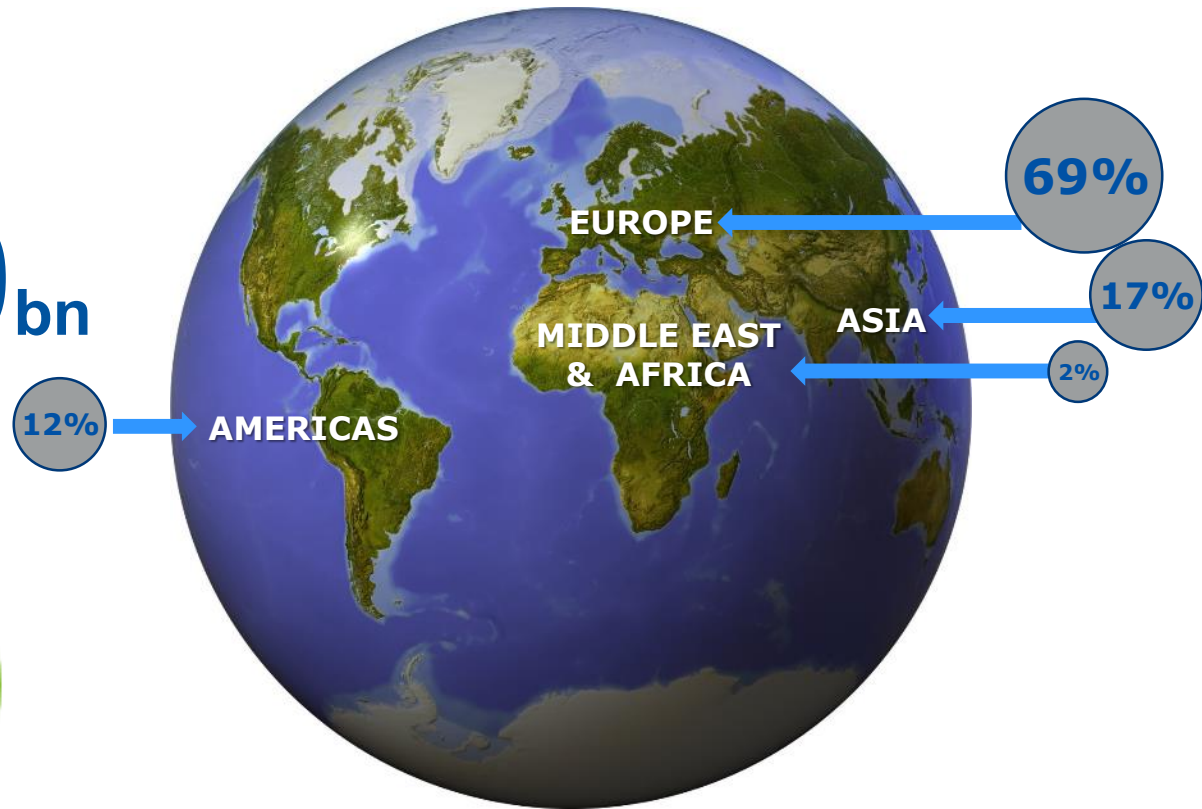 69%
EUROPE
17%
bn
ASIA
MIDDLE EAST
& AFRICA
2%
12%
AMERICAS